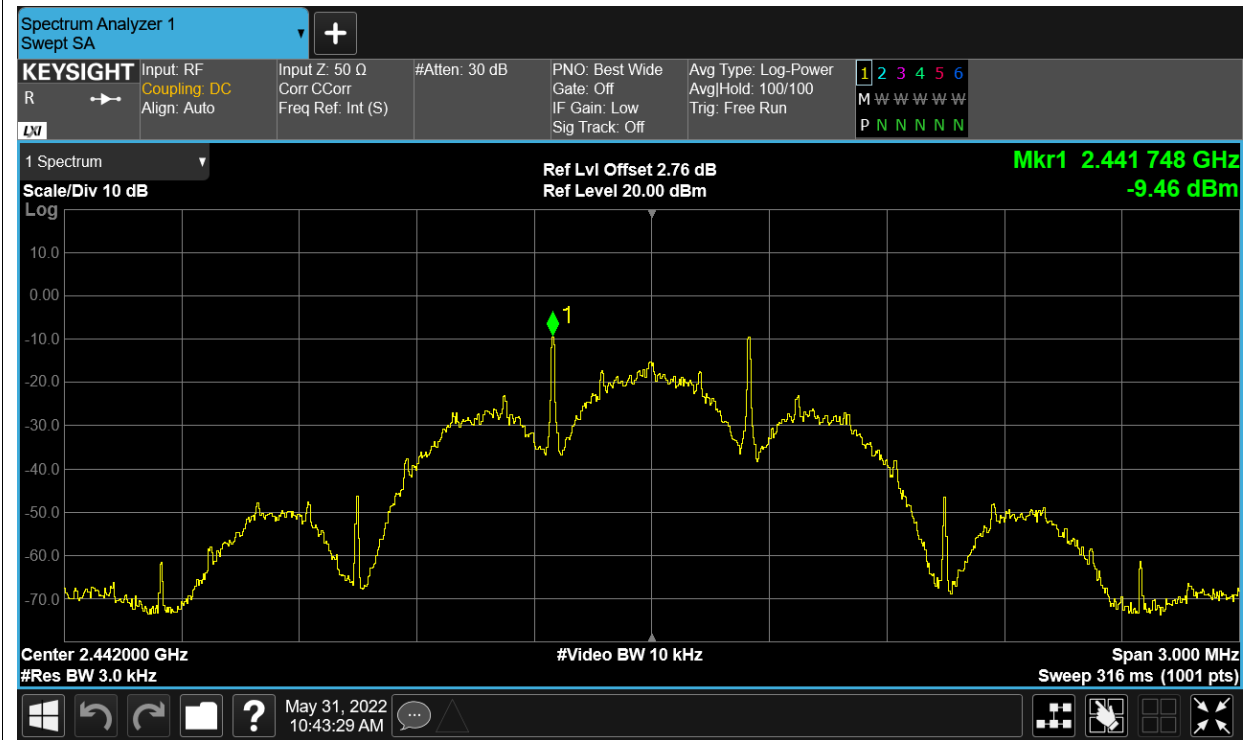 Spectrum Analyzer 1
Swept SA
KEYSIGHT
R
LXI
Input: RF
Coupling: DC
Align: Auto
Input Z: 50 Ω
Corr CCorr
Freq Ref: Int (S)
#Atten: 30 dB
PNO: Best Wide
Gate: Off
IF Gain: Low
Sig Track: Off
Avg Type: Log-Power
Avg|Hold: 100/100
Trig: Free Run
1 2 3 4 5 6
M W W W W W
P N N N N N
1 Spectrum
Scale/Div 10 dB
Log
Ref Lvl Offset 2.76 dB
Ref Level 20.00 dBm
Mkr1 2.441 748 GHz
-9.46 dBm
10.0
0.00
1
-10.0
-20.0
-30.0
-40.0
-50.0
-60.0
-70.0
Center 2.442000 GHz
#Res BW 3.0 kHz
#Video BW 10 kHz
Span 3.000 MHz
Sweep 316 ms (1001 pts)
?
May 31, 2022
10:43:29 AM